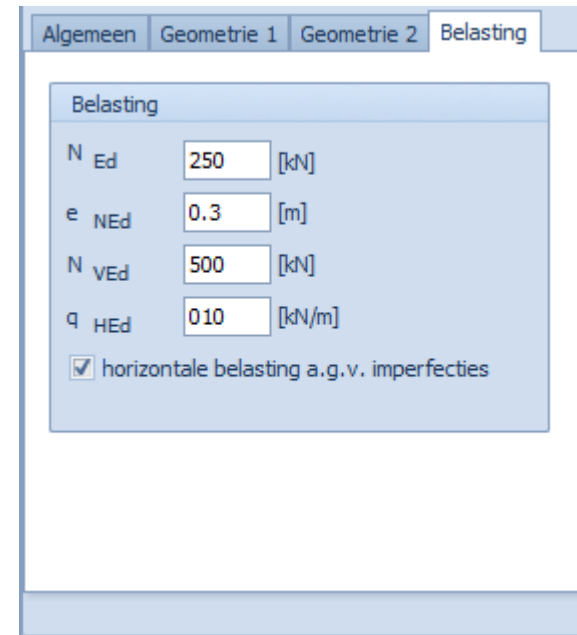 Algemeen Geometrie 1 Geometrie 2 Belasting
Belasting
N Ed 250 [kN]
e NEd 0.3 [m]
N VEd 500 [kN]
q HEd 010 [kN/m]
horizontale belasting a.g.v. imperfecties